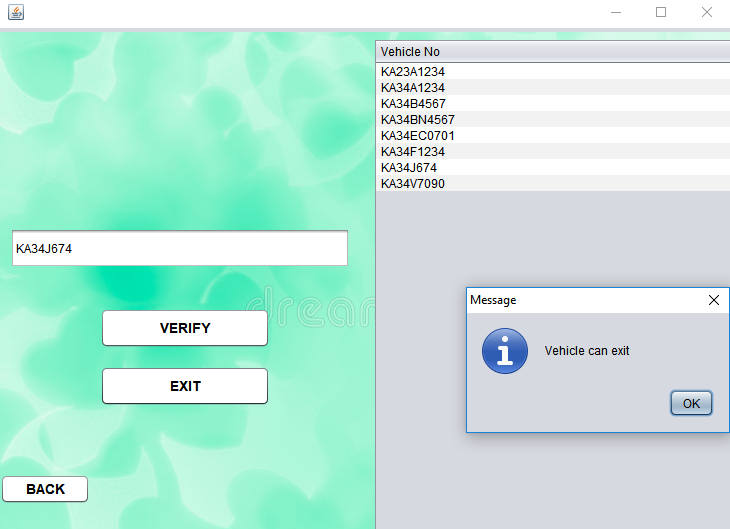 Vehicle No
KA23A1234
KA34A1234
KA34B4567
KA34BN4567
KA34EC0701
KA34F1234
KA34J674
KA34V7090
KA34J674
VERIFY
EXIT
BACK
Message
Vehicle can exit
OK